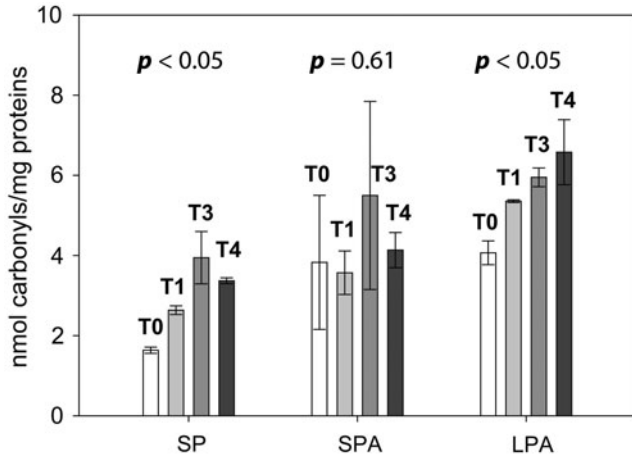 nmol carbonyls/mg proteins
10
8
6
4
2
0
p < 0.05
p = 0.61
p < 0.05
T0
T1
T3
T4
T0
T1
T3
T4
T0
T1
T3
T4
SP
SPA
LPA